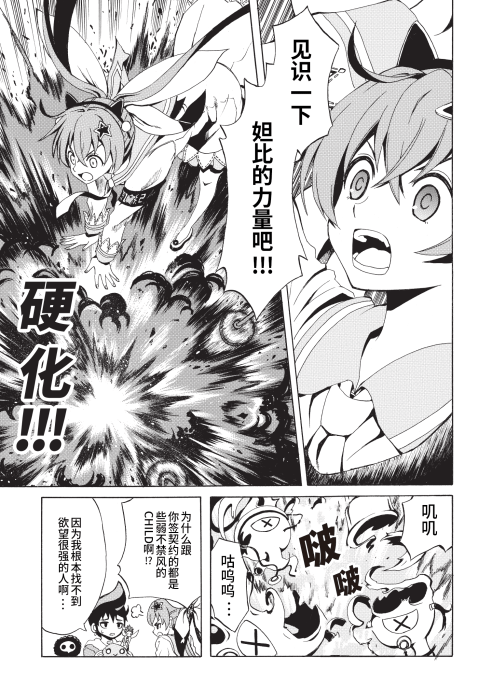 见识一下
妲比的力量吧!!!
硬化!!!
叽叽
啵
啵
咕呜呜…
为什么跟
你签契约的都是
些弱不禁风的
CHILD啊!?
因为我根本找不到
欲望很强的人啊…